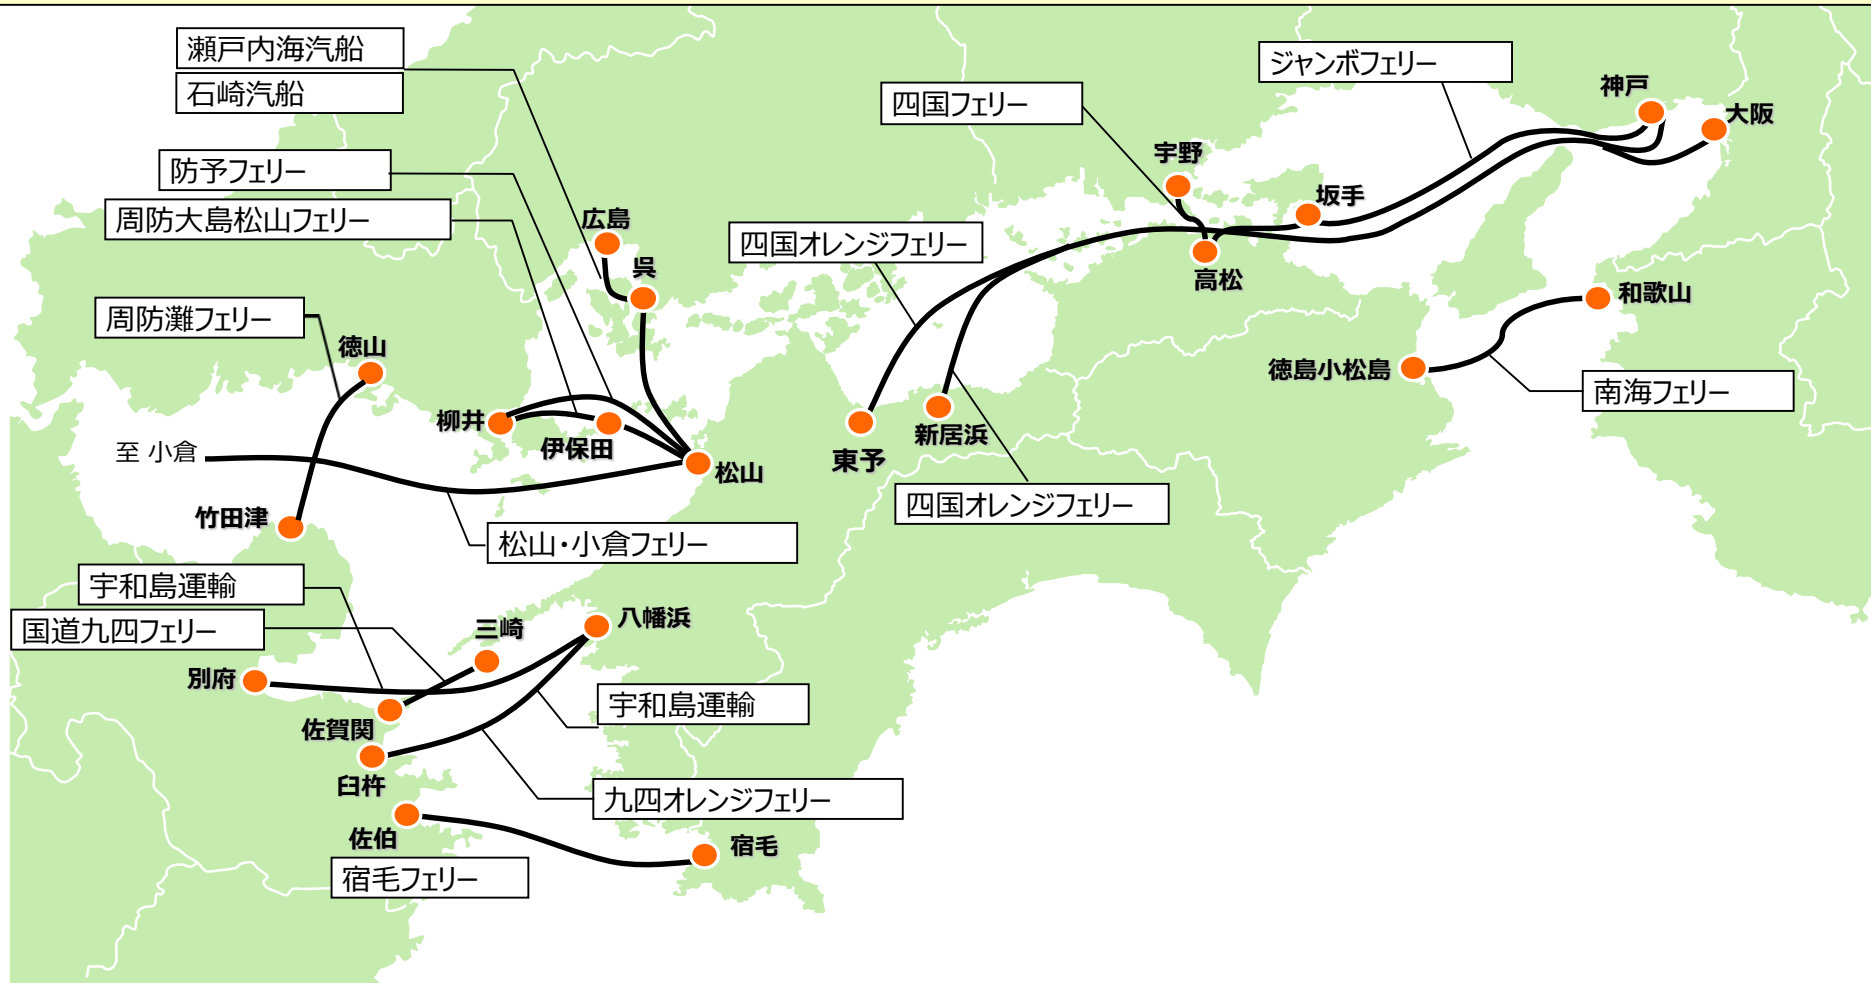 瀬戸内海汽船
石崎汽船
防予フェリー
周防大島松山フェリー
周防灘フェリー
四国フェリー
ジャンボフェリー
神戸
大阪
宇野
坂手
広島
呉
四国オレンジフェリー
高松
和歌山
徳島小松島
南海フェリー
徳山
柳井
伊保田
至 小倉
松山
東予
新居浜
四国オレンジフェリー
竹田津
松山・小倉フェリー
宇和島運輸
国道九四フェリー
三崎
八幡浜
別府
佐賀関
宇和島運輸
臼杵
九四オレンジフェリー
佐伯
宿毛
宿毛フェリー